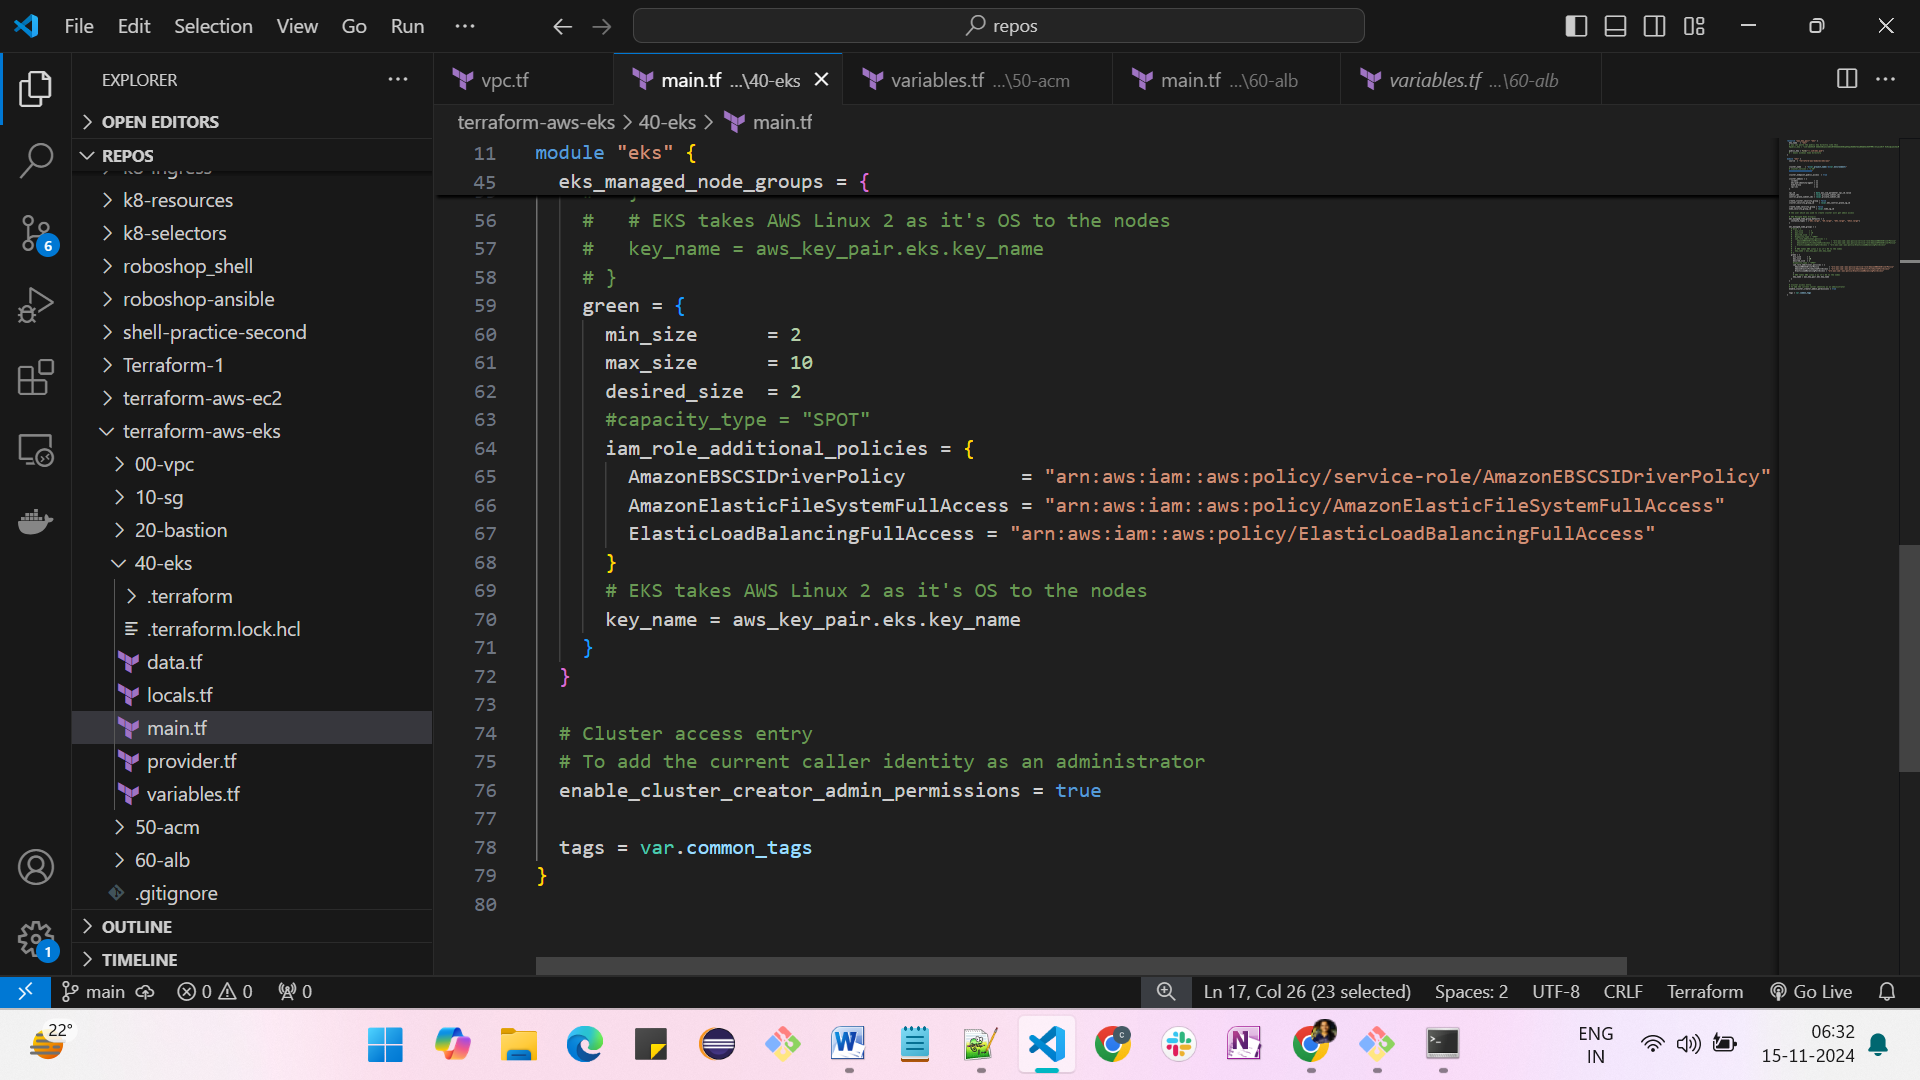 File Edit Selection View Go Run ···
repos
EXPLORER
OPEN EDITORS
REPOS
k8-ingress
k8-resources
k8-selectors
roboshop_shell
roboshop-ansible
shell-practice-second
Terraform-1
terraform-aws-ec2
terraform-aws-eks
00-vpc
10-sg
20-bastion
40-eks
.terraform
.terraform.lock.hcl
data.tf
locals.tf
main.tf
provider.tf
variables.tf
50-acm
60-alb
.gitignore
OUTLINE
TIMELINE
6
1
vpc.tf
main.tf ...\40-eks
variables.tf ...\50-acm
main.tf ...\60-alb
variables.tf ...\60-alb
terraform-aws-eks > 40-eks > main.tf
11 module "eks" {
45 eks_managed_node_groups = {
56 # # EKS takes AWS Linux 2 as it's OS to the nodes
57 # key_name = aws_key_pair.eks.key_name
58 # }
59 green = {
60 min_size = 2
61 max_size = 10
62 desired_size = 2
63 #capacity_type = "SPOT"
64 iam_role_additional_policies = {
65 AmazonEBSCSIDriverPolicy = "arn:aws:iam::aws:policy/service-role/AmazonEBSCSIDriverPolicy"
66 AmazonElasticFileSystemFullAccess = "arn:aws:iam::aws:policy/AmazonElasticFileSystemFullAccess"
67 ElasticLoadBalancingFullAccess = "arn:aws:iam::aws:policy/ElasticLoadBalancingFullAccess"
68 }
69 # EKS takes AWS Linux 2 as it's OS to the nodes
70 key_name = aws_key_pair.eks.key_name
71 }
72 }
73
74 # Cluster access entry
75 # To add the current caller identity as an administrator
76 enable_cluster_creator_admin_permissions = true
77
78 tags = var.common_tags
79 }
80
main 0 0 0
Ln 17, Col 26 (23 selected) Spaces: 2 UTF-8 CRLF Terraform Go Live
22°
ENG
IN
06:32
15-11-2024